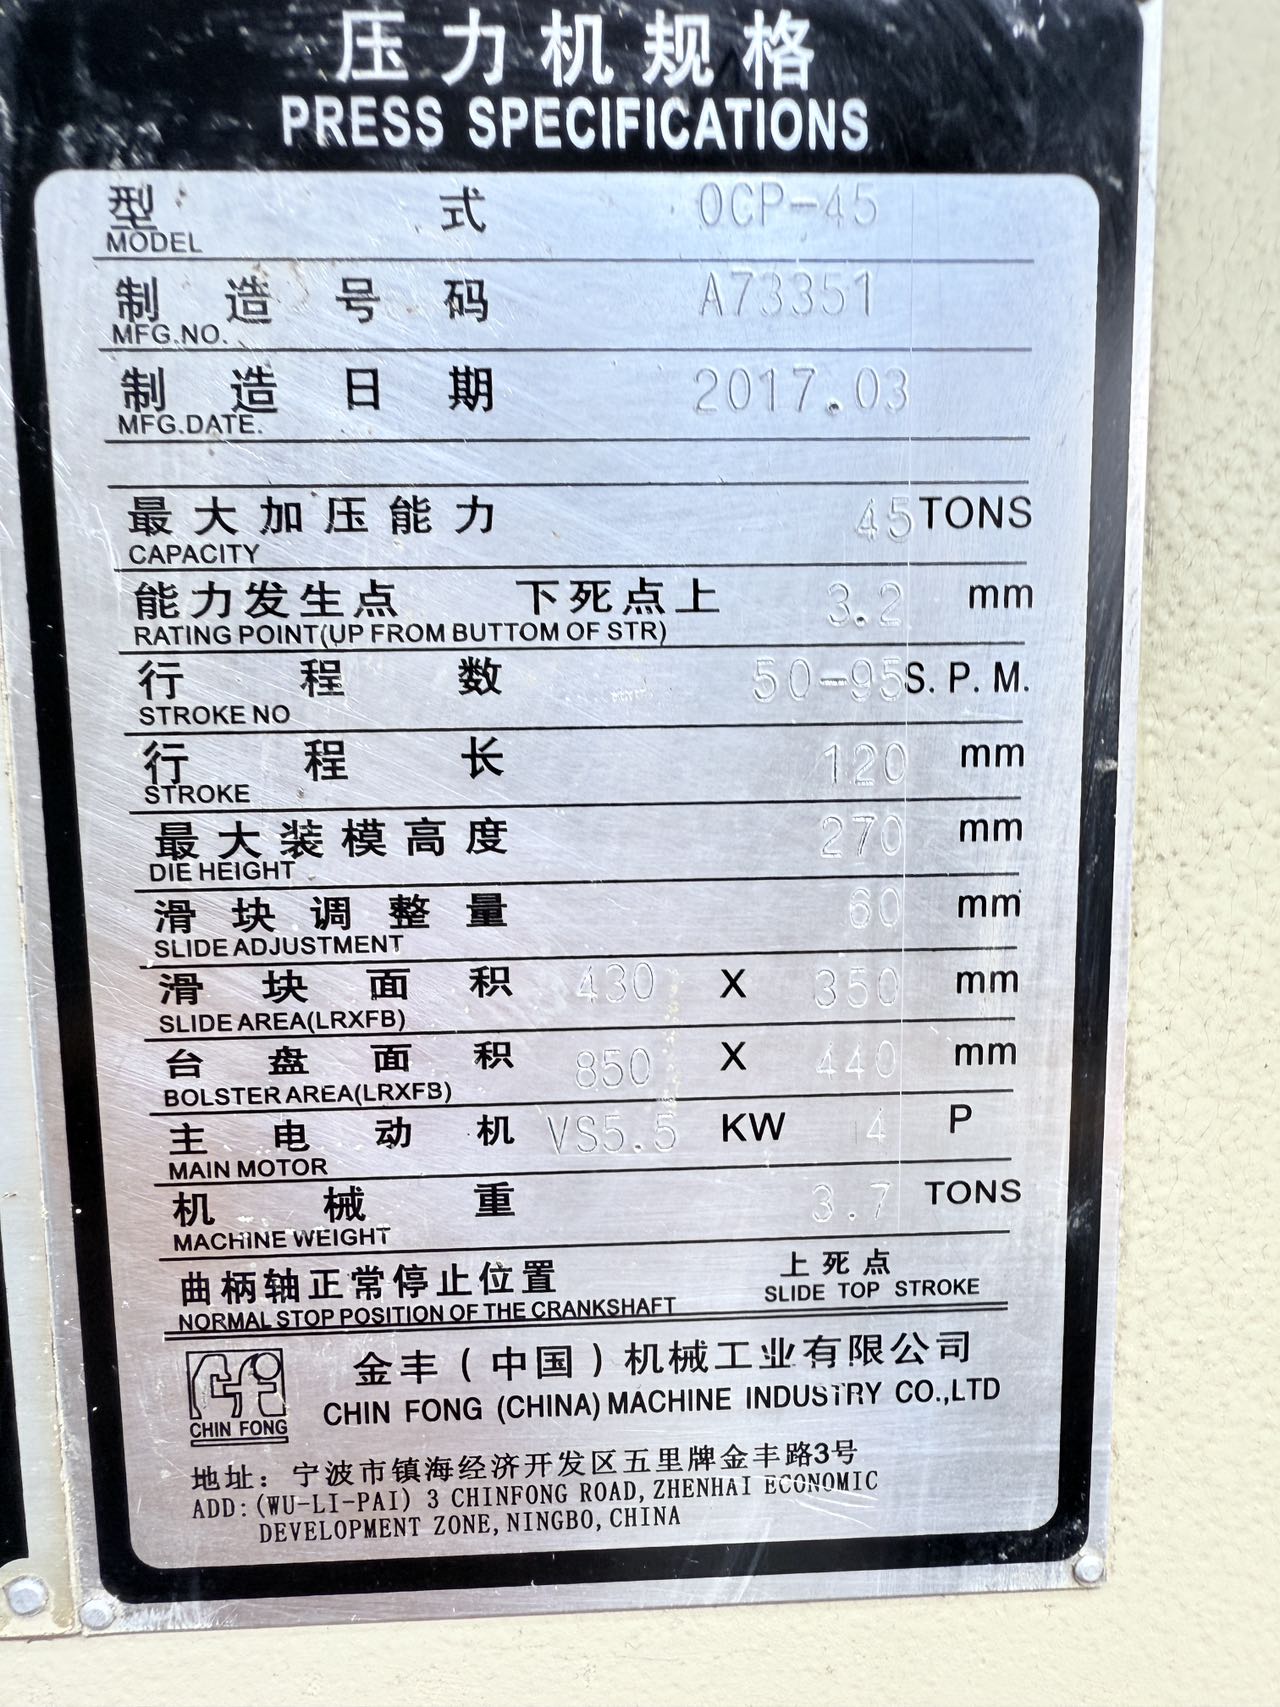 压力机规格
PRESS SPECIFICATIONS
型式 OCP-45
MODEL
制造号码 A73351
MFG.NO.
制造日期 2017.03
MFG.DATE.
最大加压能力 45 TONS
CAPACITY
能力发生点 下死点上 3.2 mm
RATING POINT(UP FROM BUTTOM OF STR)
行程数 50-95 S.P.M.
STROKE NO
行程长 120 mm
STROKE
最大装模高度 270 mm
DIE HEIGHT
滑块调整量 60 mm
SLIDE ADJUSTMENT
滑块面积 430 X 350 mm
SLIDE AREA(LRXFB)
台盘面积 850 X 440 mm
BOLSTER AREA(LRXFB)
主电动机 VS5.5 KW 4 P
MAIN MOTOR
机械重 3.7 TONS
MACHINE WEIGHT
曲柄轴正常停止位置 上死点
NORMAL STOP POSITION OF THE CRANKSHAFT SLIDE TOP STROKE
金丰(中国)机械工业有限公司
CHIN FONG (CHINA) MACHINE INDUSTRY CO.,LTD
CHIN FONG
地址: 宁波市镇海经济开发区五里牌金丰路3号
ADD:(WU-LI-PAI) 3 CHINFONG ROAD,ZHENHAI ECONOMIC
DEVELOPMENT ZONE,NINGBO,CHINA